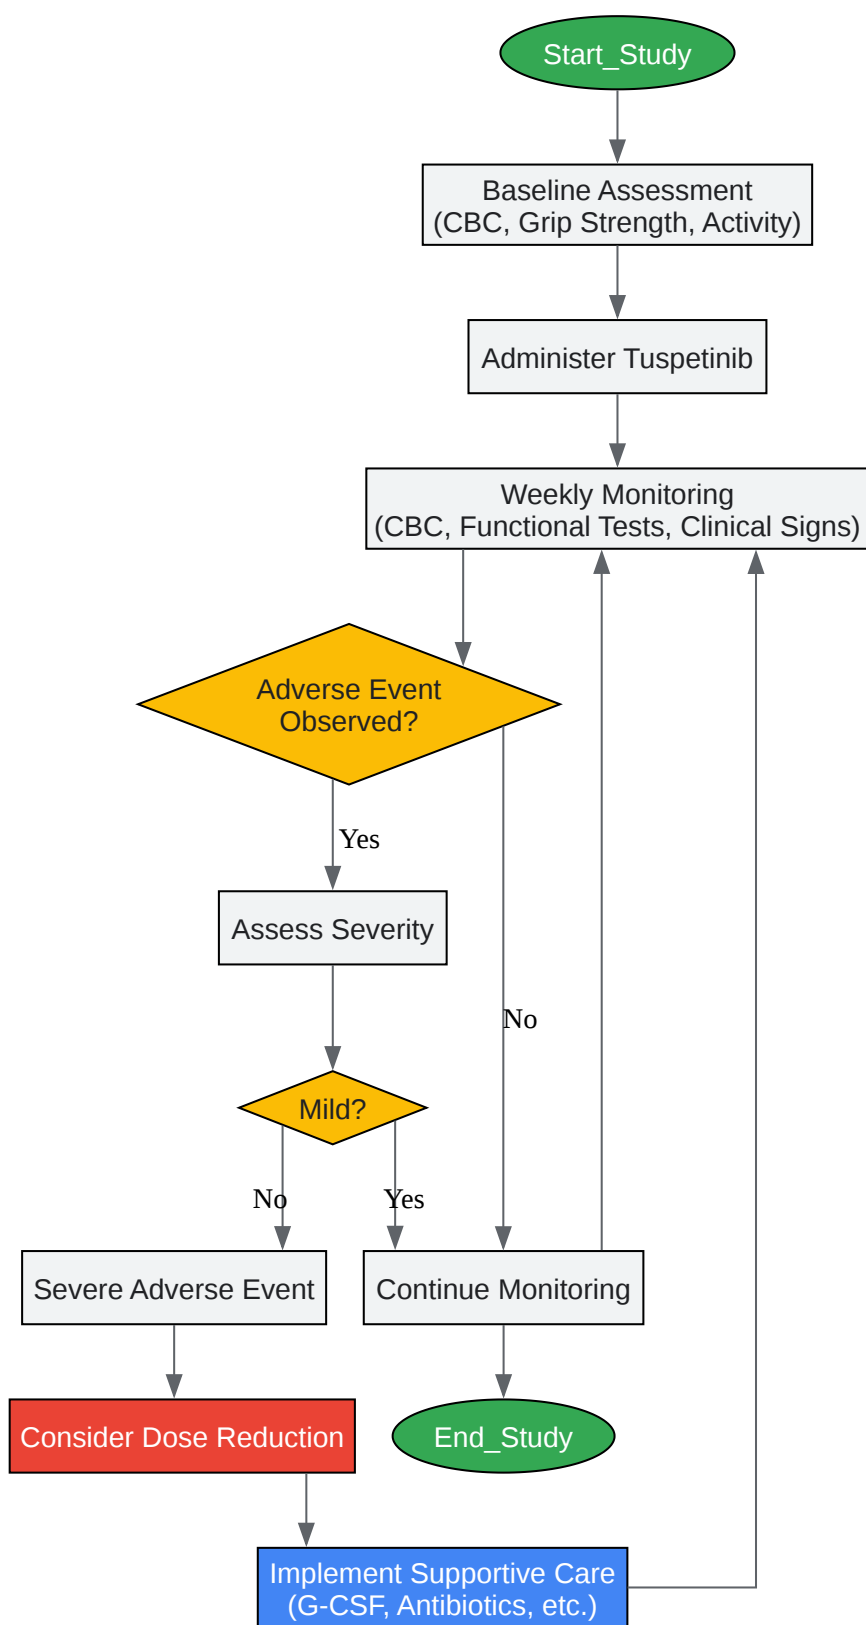 Start_Study
Baseline Assessment
(CBC, Grip Strength, Activity)
Administer Tuspetinib
Weekly Monitoring
(CBC, Functional Tests, Clinical Signs)
Adverse Event
Observed?
Yes
Assess Severity
No
Mild?
No
Yes
Severe Adverse Event
Continue Monitoring
Consider Dose Reduction
End_Study
Implement Supportive Care
(G-CSF, Antibiotics, etc.)